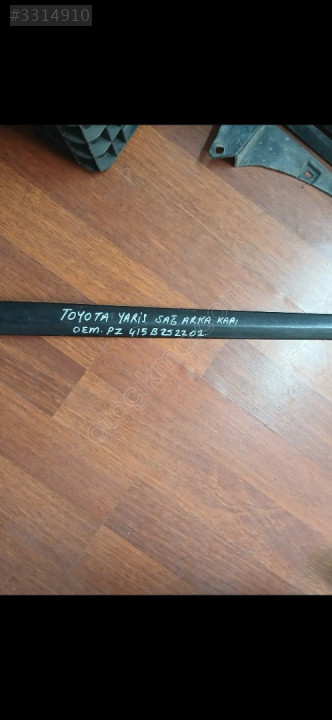 #3314910
TOYOTA YARİS SAĞ ARKA KAPI
OEM. PZ 415B252202.